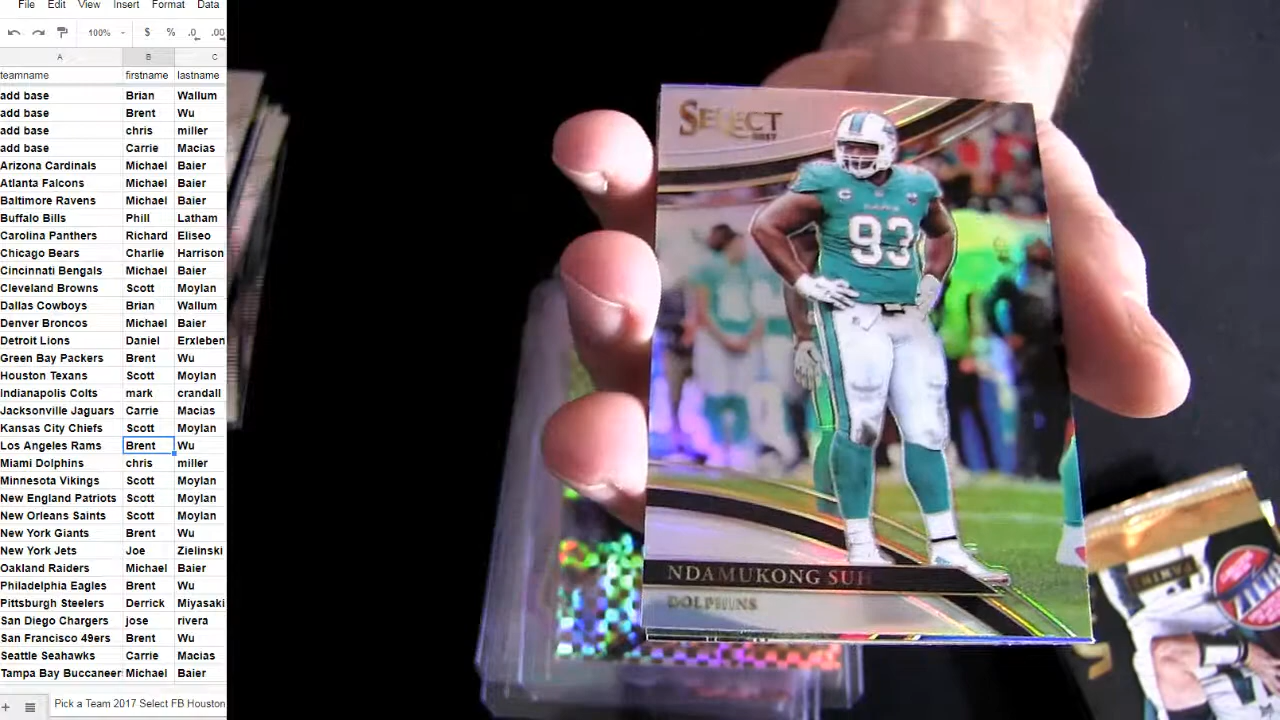 File Edit View Insert Format Data
100% $ % .0 .00
A B C
teamname firstname lastname
add base Brian Wallum
add base Brent Wu
add base chris miller
add base Carrie Macias
Arizona Cardinals Michael Baier
Atlanta Falcons Michael Baier
Baltimore Ravens Michael Baier
Buffalo Bills Phill Latham
Carolina Panthers Richard Eliseo
Chicago Bears Charlie Harrison
Cincinnati Bengals Michael Baier
Cleveland Browns Scott Moylan
Dallas Cowboys Brian Wallum
Denver Broncos Michael Baier
Detroit Lions Daniel Erxleben
Green Bay Packers Brent Wu
Houston Texans Scott Moylan
Indianapolis Colts mark crandall
Jacksonville Jaguars Carrie Macias
Kansas City Chiefs Scott Moylan
Los Angeles Rams Brent Wu
Miami Dolphins chris miller
Minnesota Vikings Scott Moylan
New England Patriots Scott Moylan
New Orleans Saints Scott Moylan
New York Giants Brent Wu
New York Jets Joe Zielinski
Oakland Raiders Michael Baier
Philadelphia Eagles Brent Wu
Pittsburgh Steelers Derrick Miyasaki
San Diego Chargers jose rivera
San Francisco 49ers Brent Wu
Seattle Seahawks Carrie Macias
Tampa Bay Buccaneer Michael Baier
Pick a Team 2017 Select FB Houston
SELECT
2017
C
93
NDAMUKONG SUH
DOLPHINS
PANINI